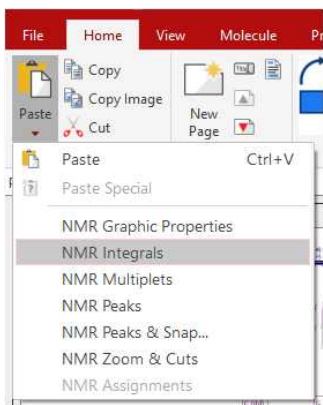 File Home View Molecule Pr
Copy
Copy Image
Cut
Paste
New
Page
Paste Ctrl+V
Paste Special
NMR Graphic Properties
NMR Integrals
NMR Multiplets
NMR Peaks
NMR Peaks & Snap...
NMR Zoom & Cuts
NMR Assignments